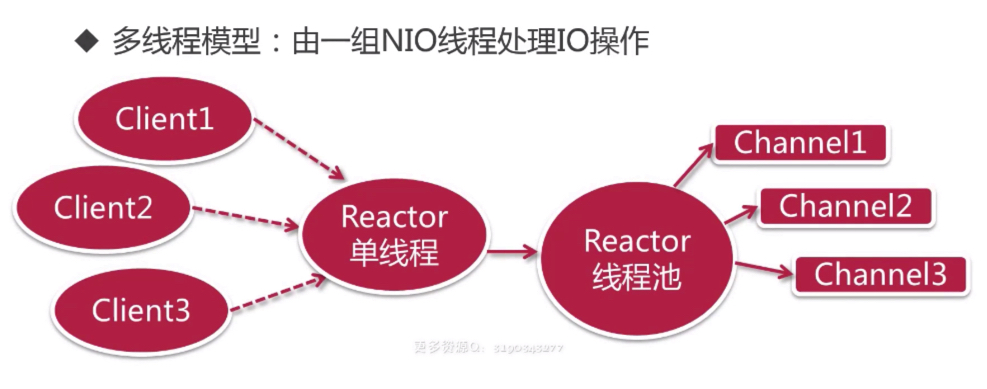 ◆ 多线程模型：由一组NIO线程处理IO操作
Client1
Client2
Client3
Reactor
单线程
Reactor
线程池
Channel1
Channel2
Channel3
更多资源Q：